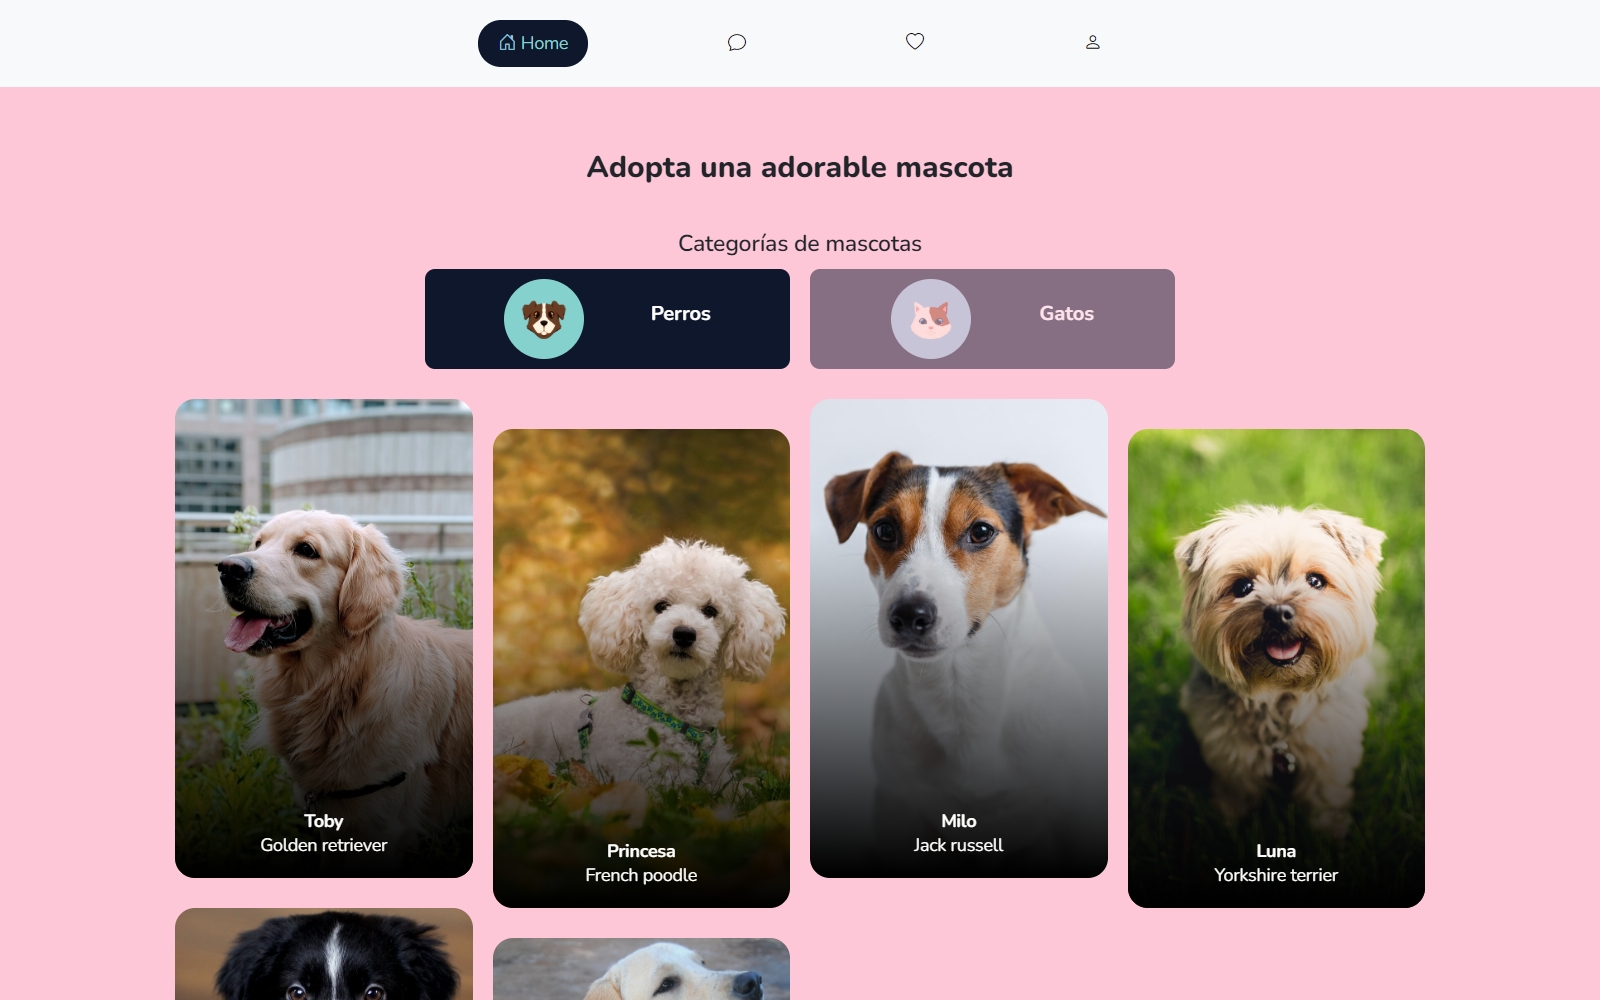 Home
Adopta una adorable mascota
Categorías de mascotas
Perros
Gatos
Toby
Golden retriever
Princesa
French poodle
Milo
Jack russell
Luna
Yorkshire terrier